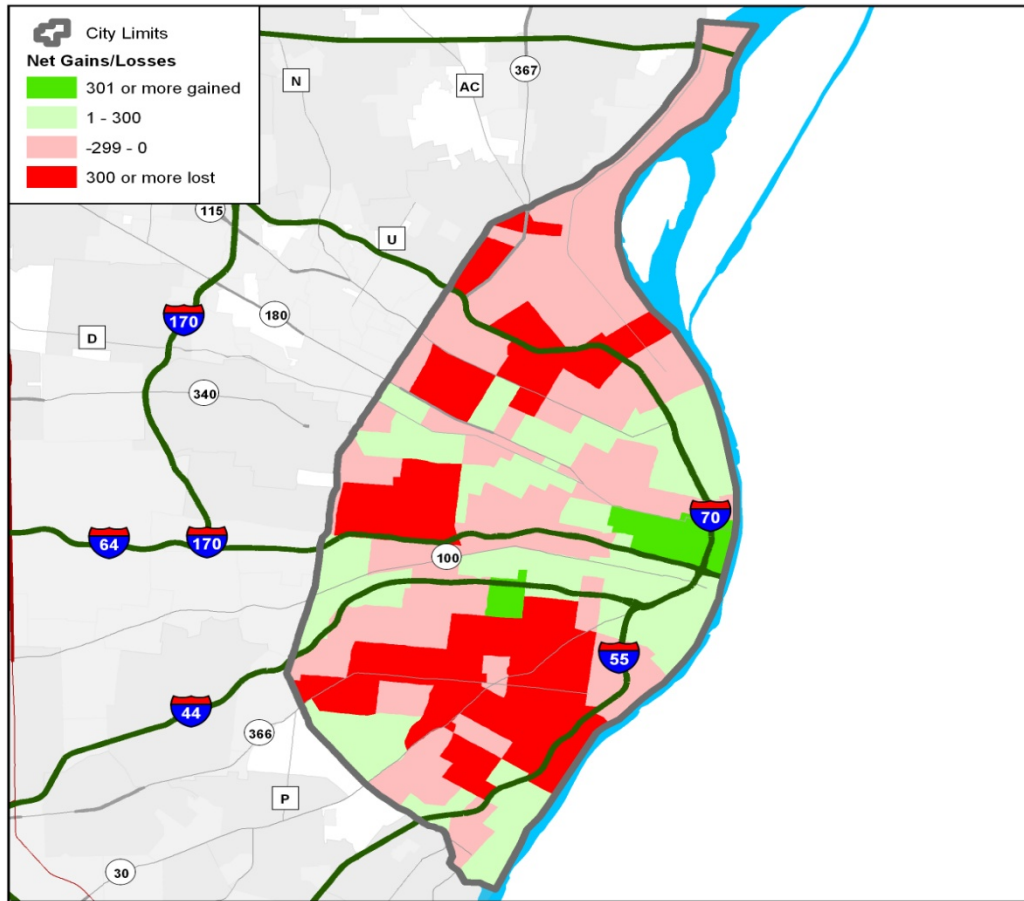 City Limits
Net Gains/Losses
301 or more gained
1 - 300
-299 - 0
300 or more lost
N
AC
367
115
U
170
180
D
340
70
64
170
100
55
44
366
P
30